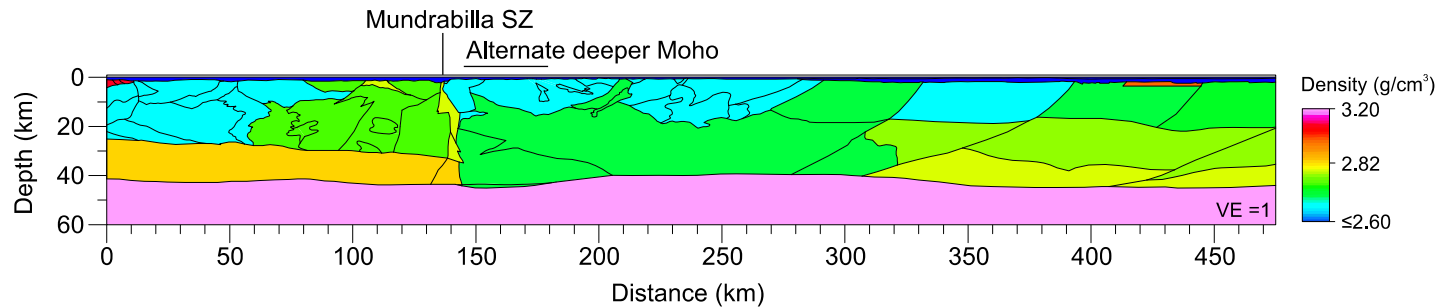 Mundrabilla SZ
Alternate deeper Moho
0
20
40
60
Depth (km)
VE =1
0 50 100 150 200 250 300 350 400 450
Distance (km)
Density (g/cm³)
3.20
2.82
≤2.60